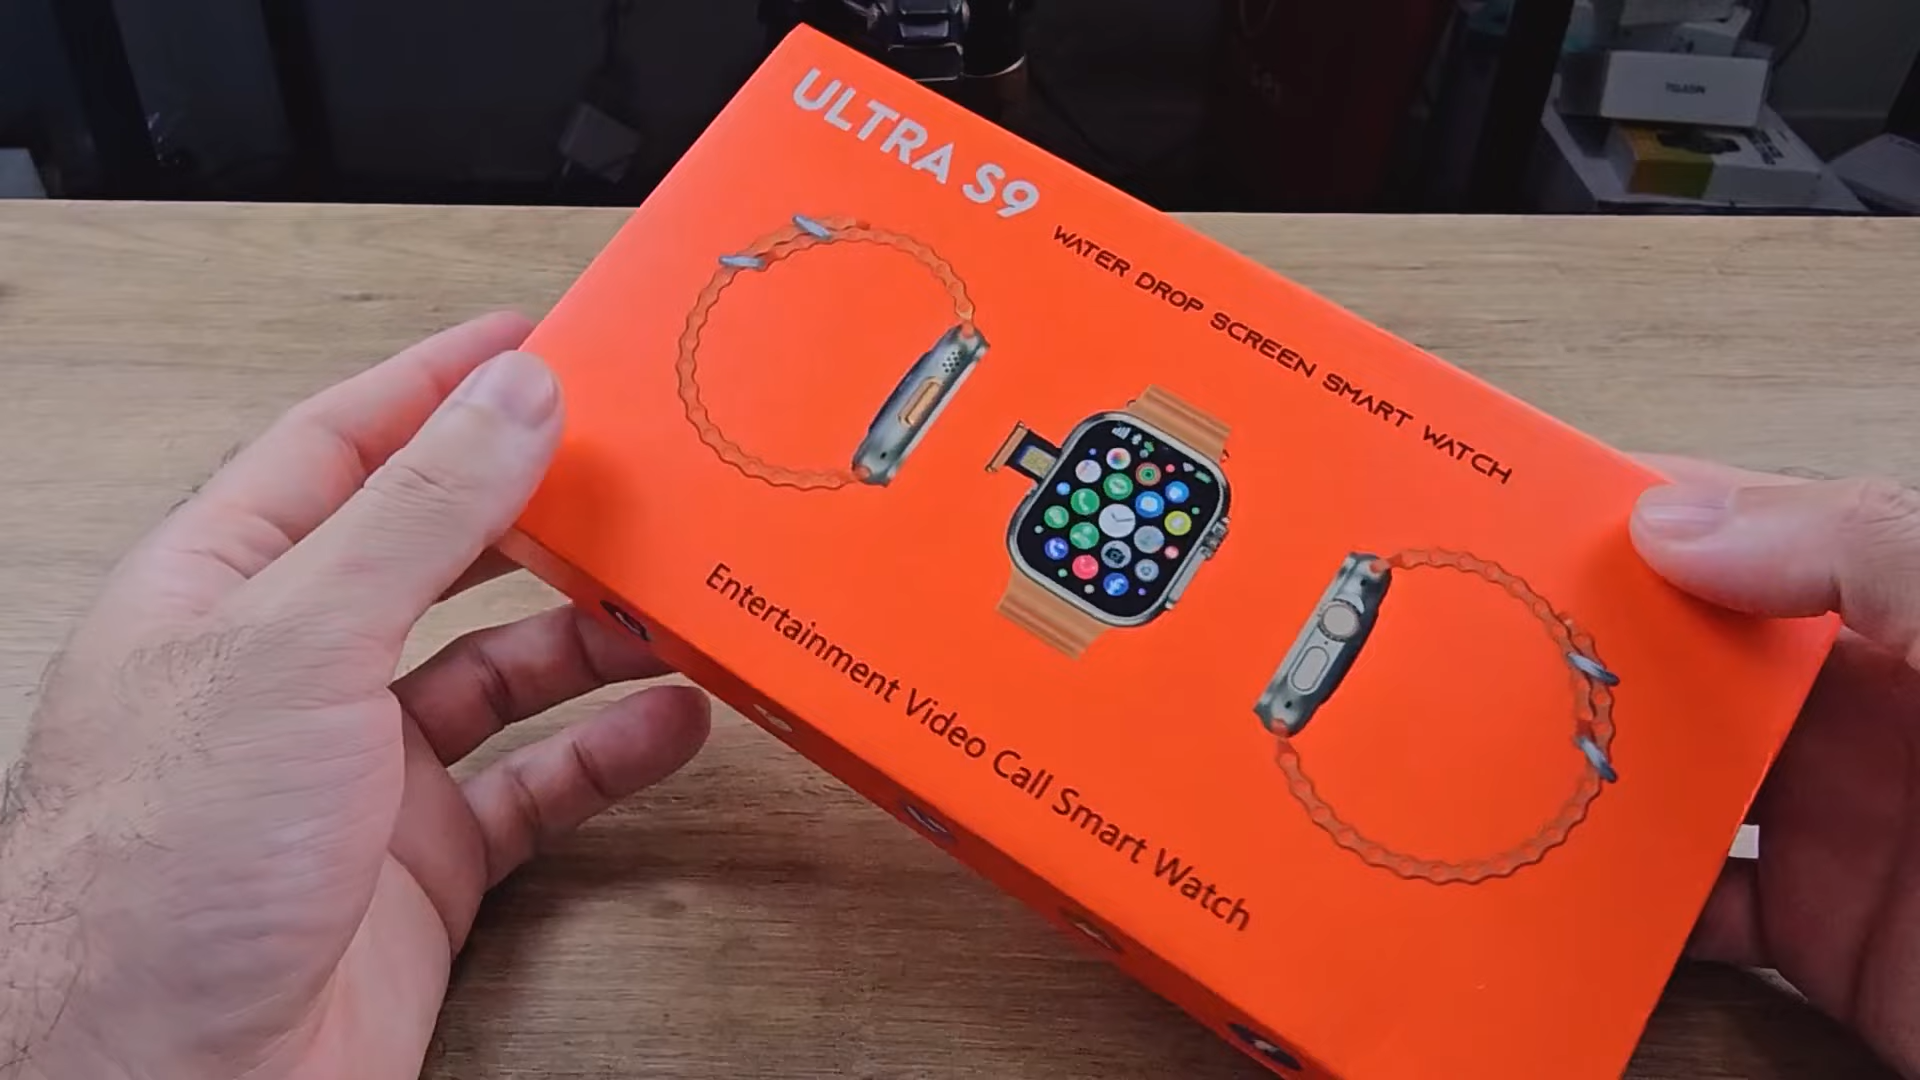 ULTRA S9
WATER DROP SCREEN SMART WATCH
Entertainment Video Call Smart Watch